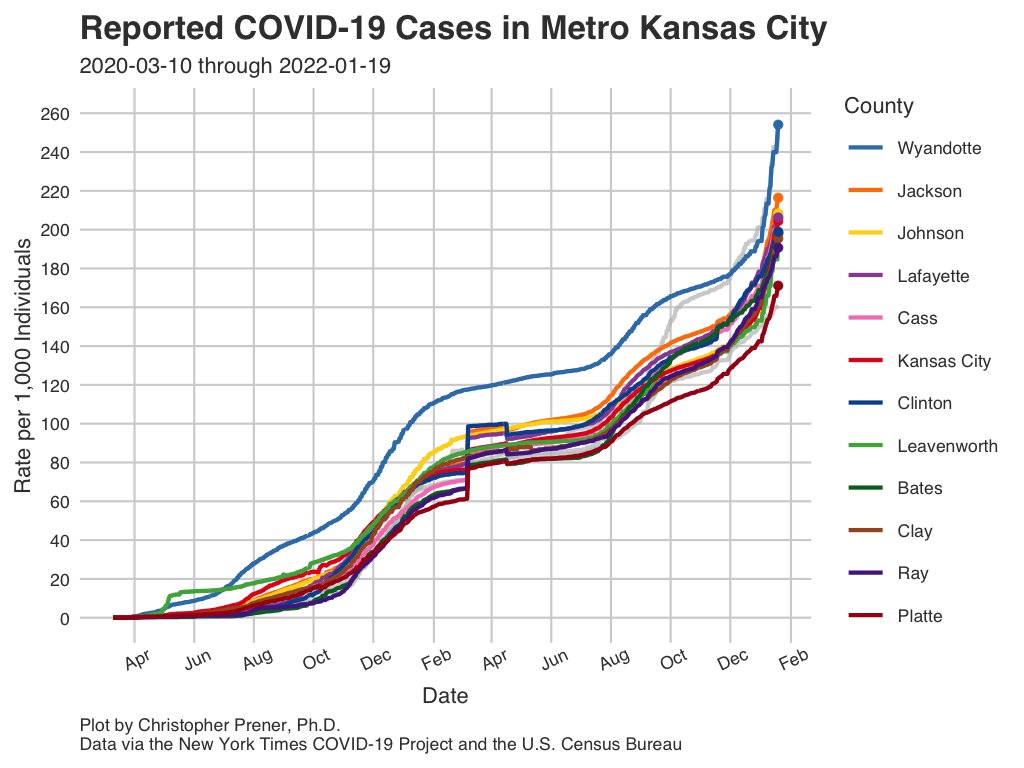 Reported COVID-19 Cases in Metro Kansas City
2020-03-10 through 2022-01-19
Rate per 1,000 Individuals
260
240
220
200
180
160
140
120
100
80
60
40
20
0
Apr Jun Aug Oct Dec Feb Apr Jun Aug Oct Dec Feb
Date
County
Wyandotte
Jackson
Johnson
Lafayette
Cass
Kansas City
Clinton
Leavenworth
Bates
Clay
Ray
Platte
Plot by Christopher Prener, Ph.D.
Data via the New York Times COVID-19 Project and the U.S. Census Bureau